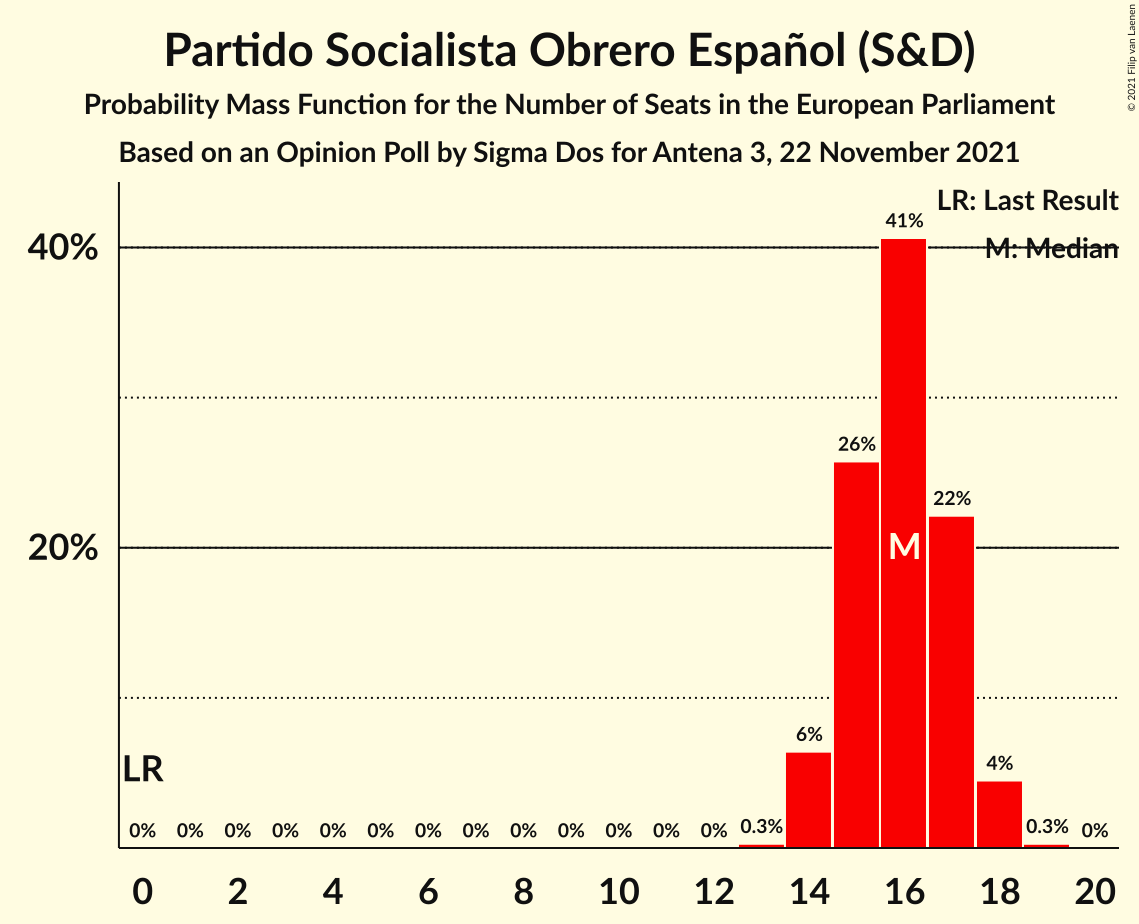 Partido Socialista Obrero Español (S&D)
Probability Mass Function for the Number of Seats in the European Parliament
Based on an Opinion Poll by Sigma Dos for Antena 3, 22 November 2021
© 2021 Filip van Laenen
LR: Last Result
M: Median
40%
20%
41%
26%
22%
M
6%
4%
LR
0% 0% 0% 0% 0% 0% 0% 0% 0% 0% 0% 0% 0% 0.3% 0.3% 0%
0 2 4 6 8 10 12 14 16 18 20